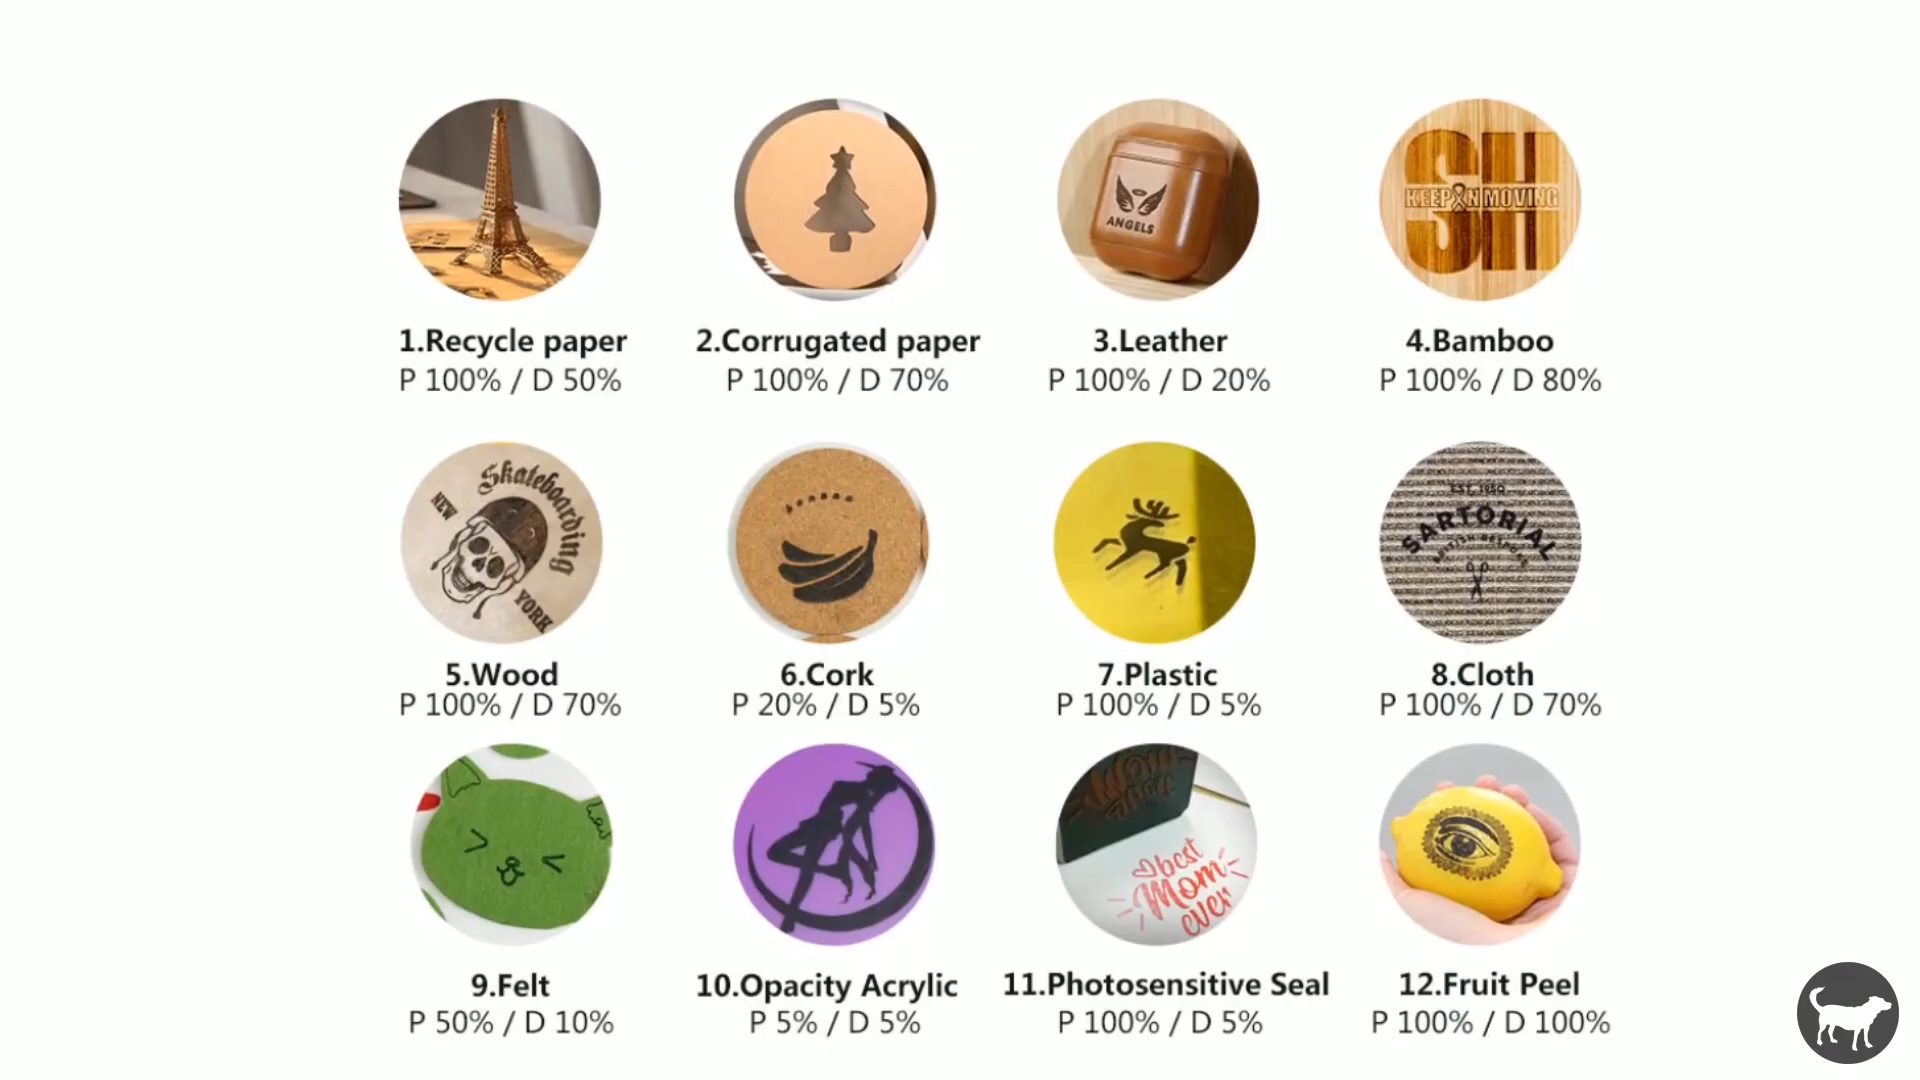 ANGELS
SH
KEEP N MOVING
1.Recycle paper
P 100% / D 50%
2.Corrugated paper
P 100% / D 70%
3.Leather
P 100% / D 20%
4.Bamboo
P 100% / D 80%
Skateboarding
NEW
YORK
banana
EST. 1950
SARTORIAL
BRITISH BESPOKE
5.Wood
P 100% / D 70%
6.Cork
P 20% / D 5%
7.Plastic
P 100% / D 5%
8.Cloth
P 100% / D 70%
best
Mom
ever
9.Felt
P 50% / D 10%
10.Opacity Acrylic
P 5% / D 5%
11.Photosensitive Seal
P 100% / D 5%
12.Fruit Peel
P 100% / D 100%